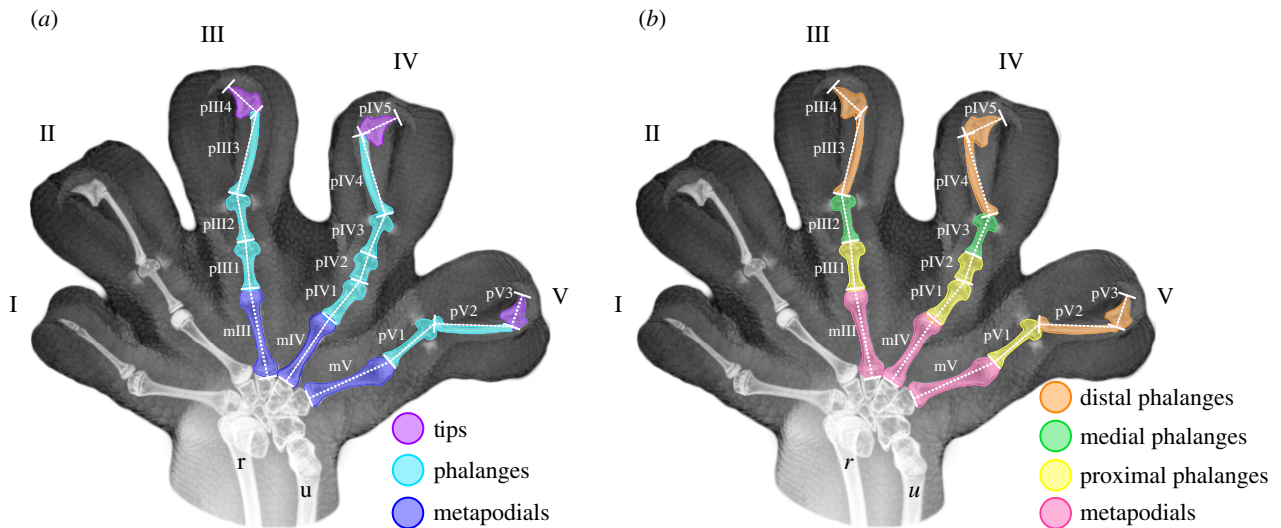 (a)
III
IV
II
I
V
pIII4
pIII3
pIII2
pIII1
mIII
pIV5
pIV4
pIV3
pIV2
pIV1
mIV
pV3
pV2
pV1
mV
r
u
tips
phalanges
metapodials
(b)
III
IV
II
I
V
pIII4
pIII3
pIII2
pIII1
mIII
pIV5
pIV4
pIV3
pIV2
pIV1
mIV
pV3
pV2
pV1
mV
r
u
distal phalanges
medial phalanges
proximal phalanges
metapodials